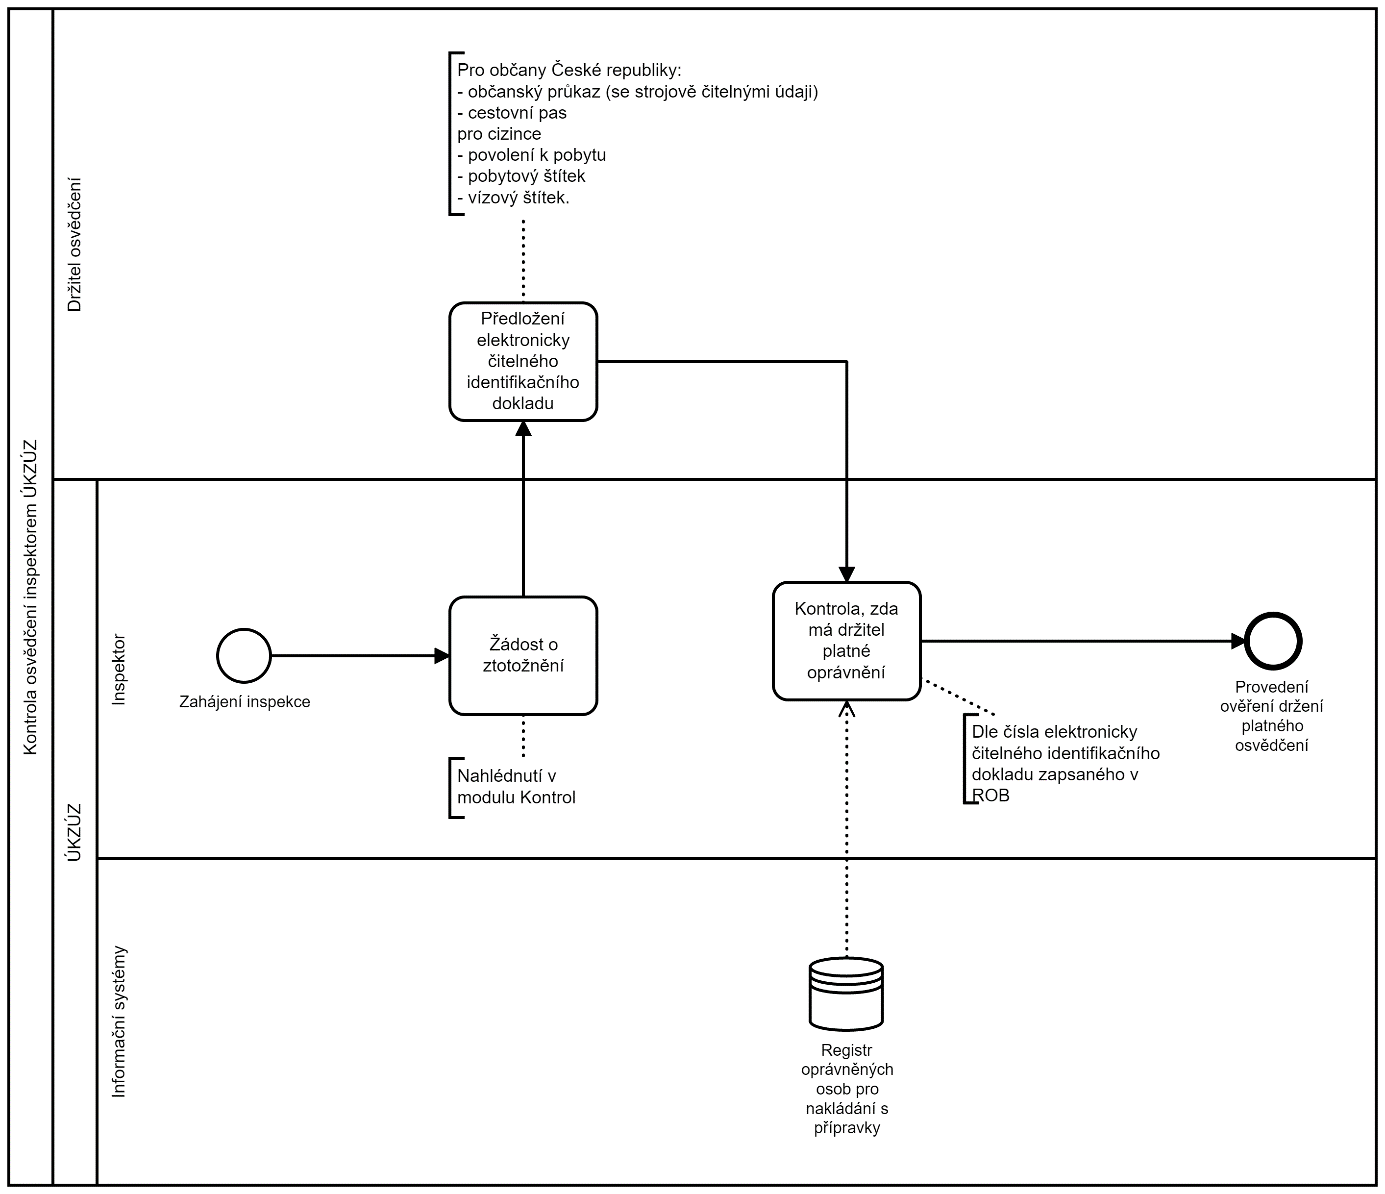 Kontrola osvědčení inspektorem ÚKZÚZ
Držitel osvědčení
Pro občany České republiky:
- občanský průkaz (se strojově čitelnými údaji)
- cestovní pas
pro cizince
- povolení k pobytu
- pobytový štítek
- vízový štítek.
Předložení
elektronicky
čitelného
identifikačního
dokladu
ÚKZÚZ
Inspektor
Zahájení inspekce
Žádost o
ztotožnění
Nahlédnutí v
modulu Kontrol
Kontrola, zda
má držitel
platné
oprávnění
Dle čísla elektronicky
čitelného identifikačního
dokladu zapsaného v
ROB
Provedení
ověření držení
platného
osvědčení
Informační systémy
Registr
oprávněných
osob pro
nakládání s
přípravky